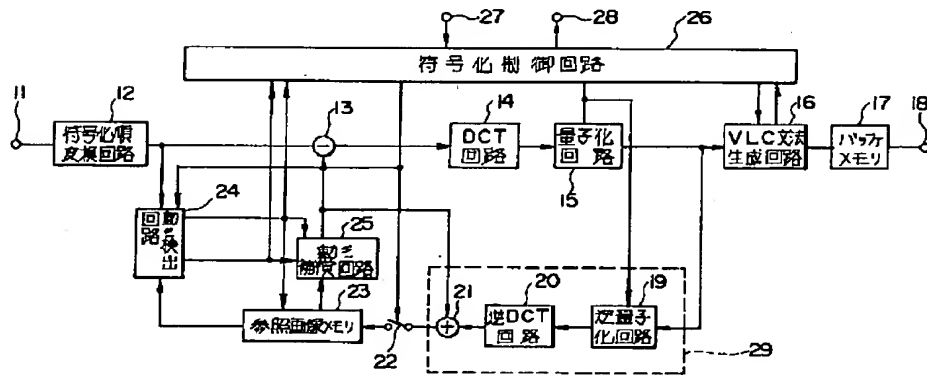 27
28
26
符号化制御回路
11
12
符号化順
変換回路
13
14
DCT
回路
量子化
回路
15
16
VLC文法
生成回路
17
バッファ
メモリ
18
24
動き検出
回路
25
動き
補償回路
23
参照画像メモリ
22
21
20
逆DCT
回路
19
逆量子
化回路
29